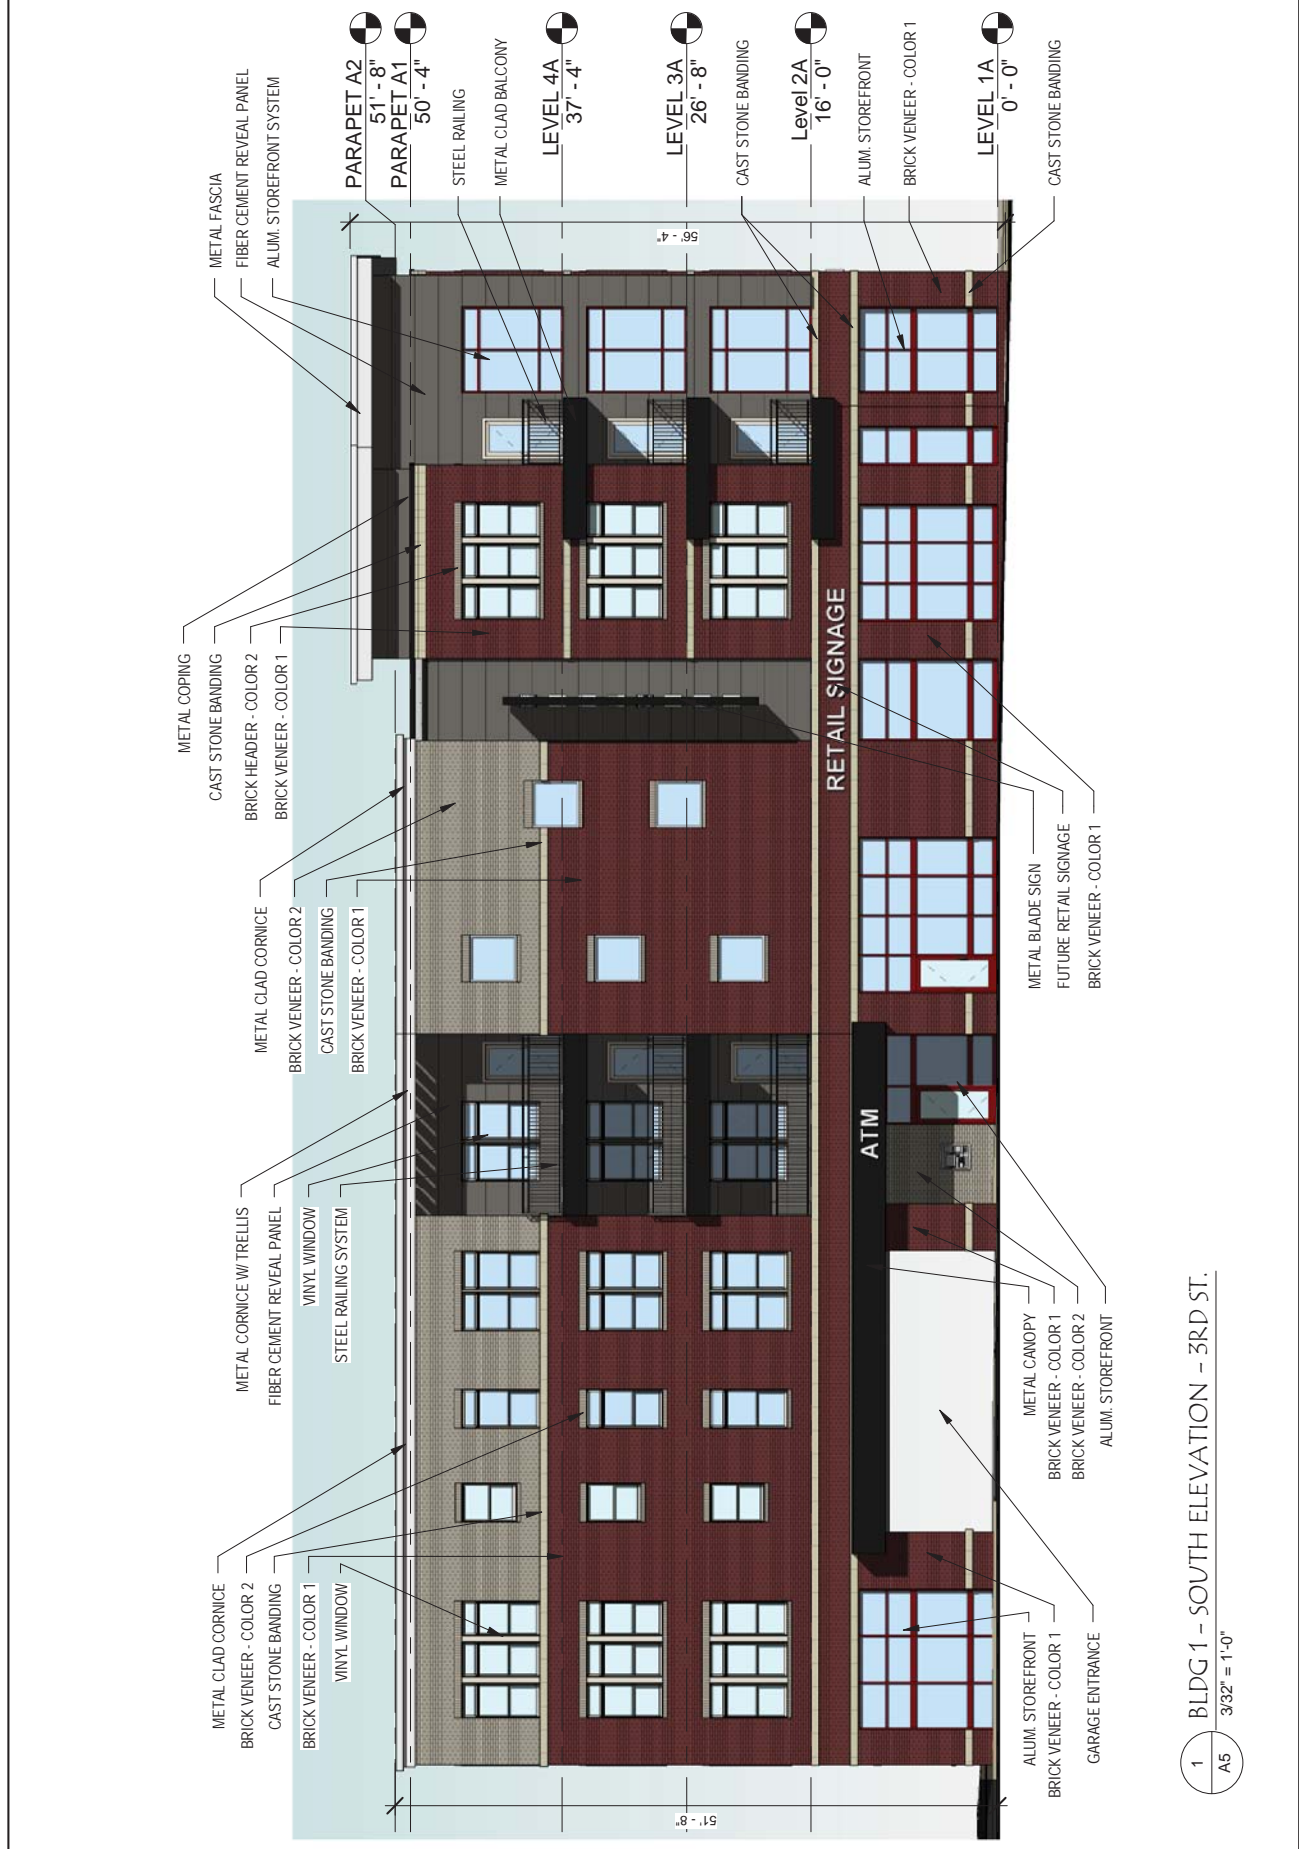 METAL CLAD CORNICE
BRICK VENEER - COLOR 2
CAST STONE BANDING
BRICK VENEER - COLOR 1
VINYL WINDOW
METAL CORNICE W/ TRELLIS
FIBER CEMENT REVEAL PANEL
VINYL WINDOW
STEEL RAILING SYSTEM
METAL CLAD CORNICE
BRICK VENEER - COLOR 2
CAST STONE BANDING
BRICK VENEER - COLOR 1
METAL COPING
CAST STONE BANDING
BRICK HEADER - COLOR 2
BRICK VENEER - COLOR 1
METAL FASCIA
FIBER CEMENT REVEAL PANEL
ALUM. STOREFRONT SYSTEM
PARAPET A2
51' - 8"
PARAPET A1
50' - 4"
STEEL RAILING
METAL CLAD BALCONY
LEVEL 4A
37' - 4"
LEVEL 3A
26' - 8"
CAST STONE BANDING
Level 2A
16' - 0"
ALUM. STOREFRONT
BRICK VENEER - COLOR 1
LEVEL 1A
0' - 0"
CAST STONE BANDING
56' - 4"
51' - 8"
RETAIL SIGNAGE
ATM
ALUM. STOREFRONT
BRICK VENEER - COLOR 1
GARAGE ENTRANCE
METAL CANOPY
BRICK VENEER - COLOR 1
BRICK VENEER - COLOR 2
ALUM. STOREFRONT
METAL BLADE SIGN
FUTURE RETAIL SIGNAGE
BRICK VENEER - COLOR 1
1
A5
BLDG 1 - SOUTH ELEVATION - 3RD ST.
3/32" = 1'-0"